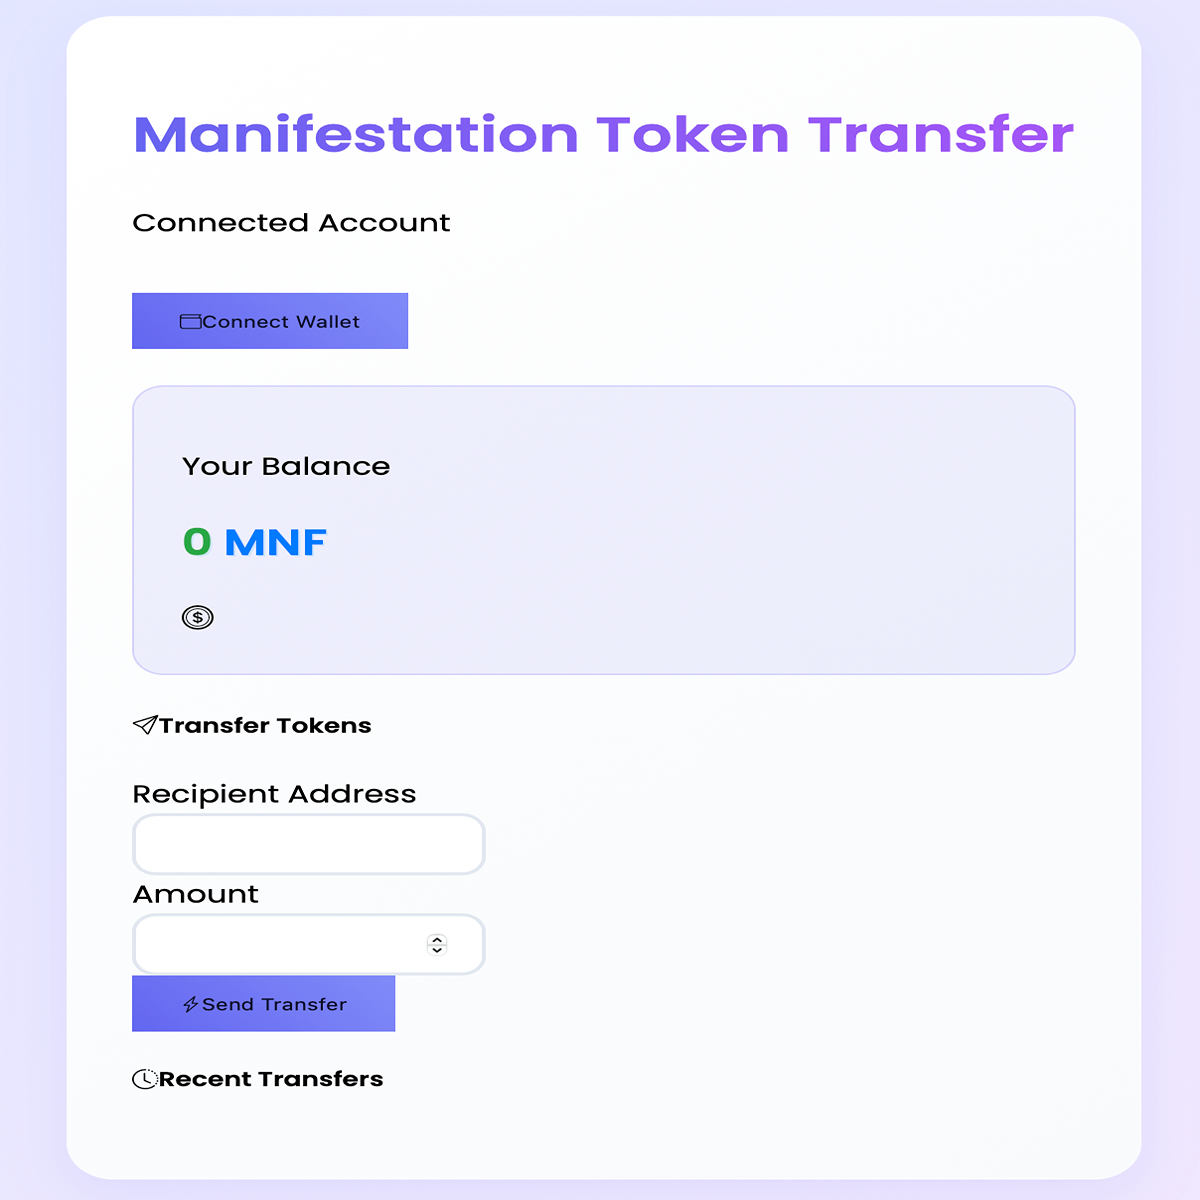 Manifestation Token Transfer
Connected Account
Connect Wallet
Your Balance
0 MNF
$
Transfer Tokens
Recipient Address
Amount
Send Transfer
Recent Transfers